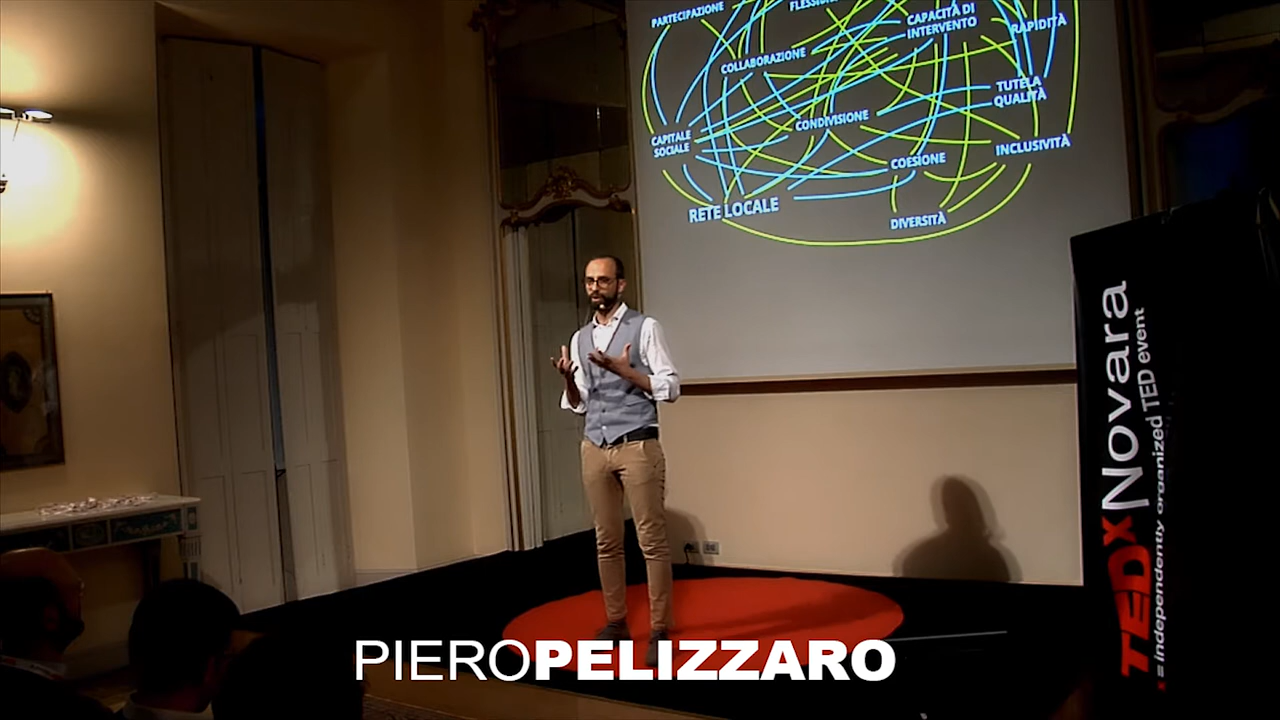 PARTECIPAZIONE
CAPACITÀ DI
INTERVENTO
RAPIDITÀ
COLLABORAZIONE
TUTELA
QUALITÀ
CONDIVISIONE
CAPITALE
SOCIALE
INCLUSIVITÀ
COESIONE
RETE LOCALE
DIVERSITÀ
TEDxNovara
x = independently organized TED event
PIEROPELIZZARO